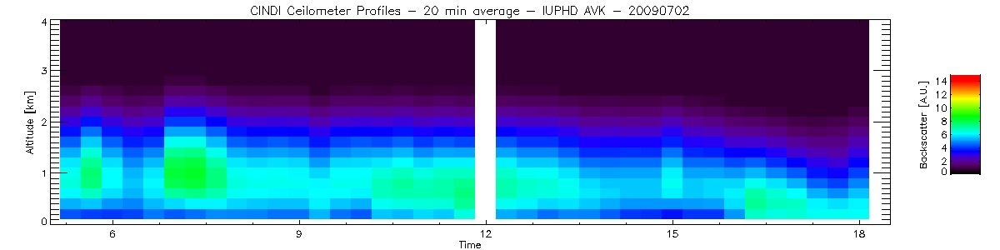 CINDI Ceilometer Profiles – 20 min average – IUPHD AVK – 20090702
4
3
2
1
0
Altitude [km]
6 9 12 15 18
Time
14
12
10
8
6
4
2
0
Backscatter [A.U.]